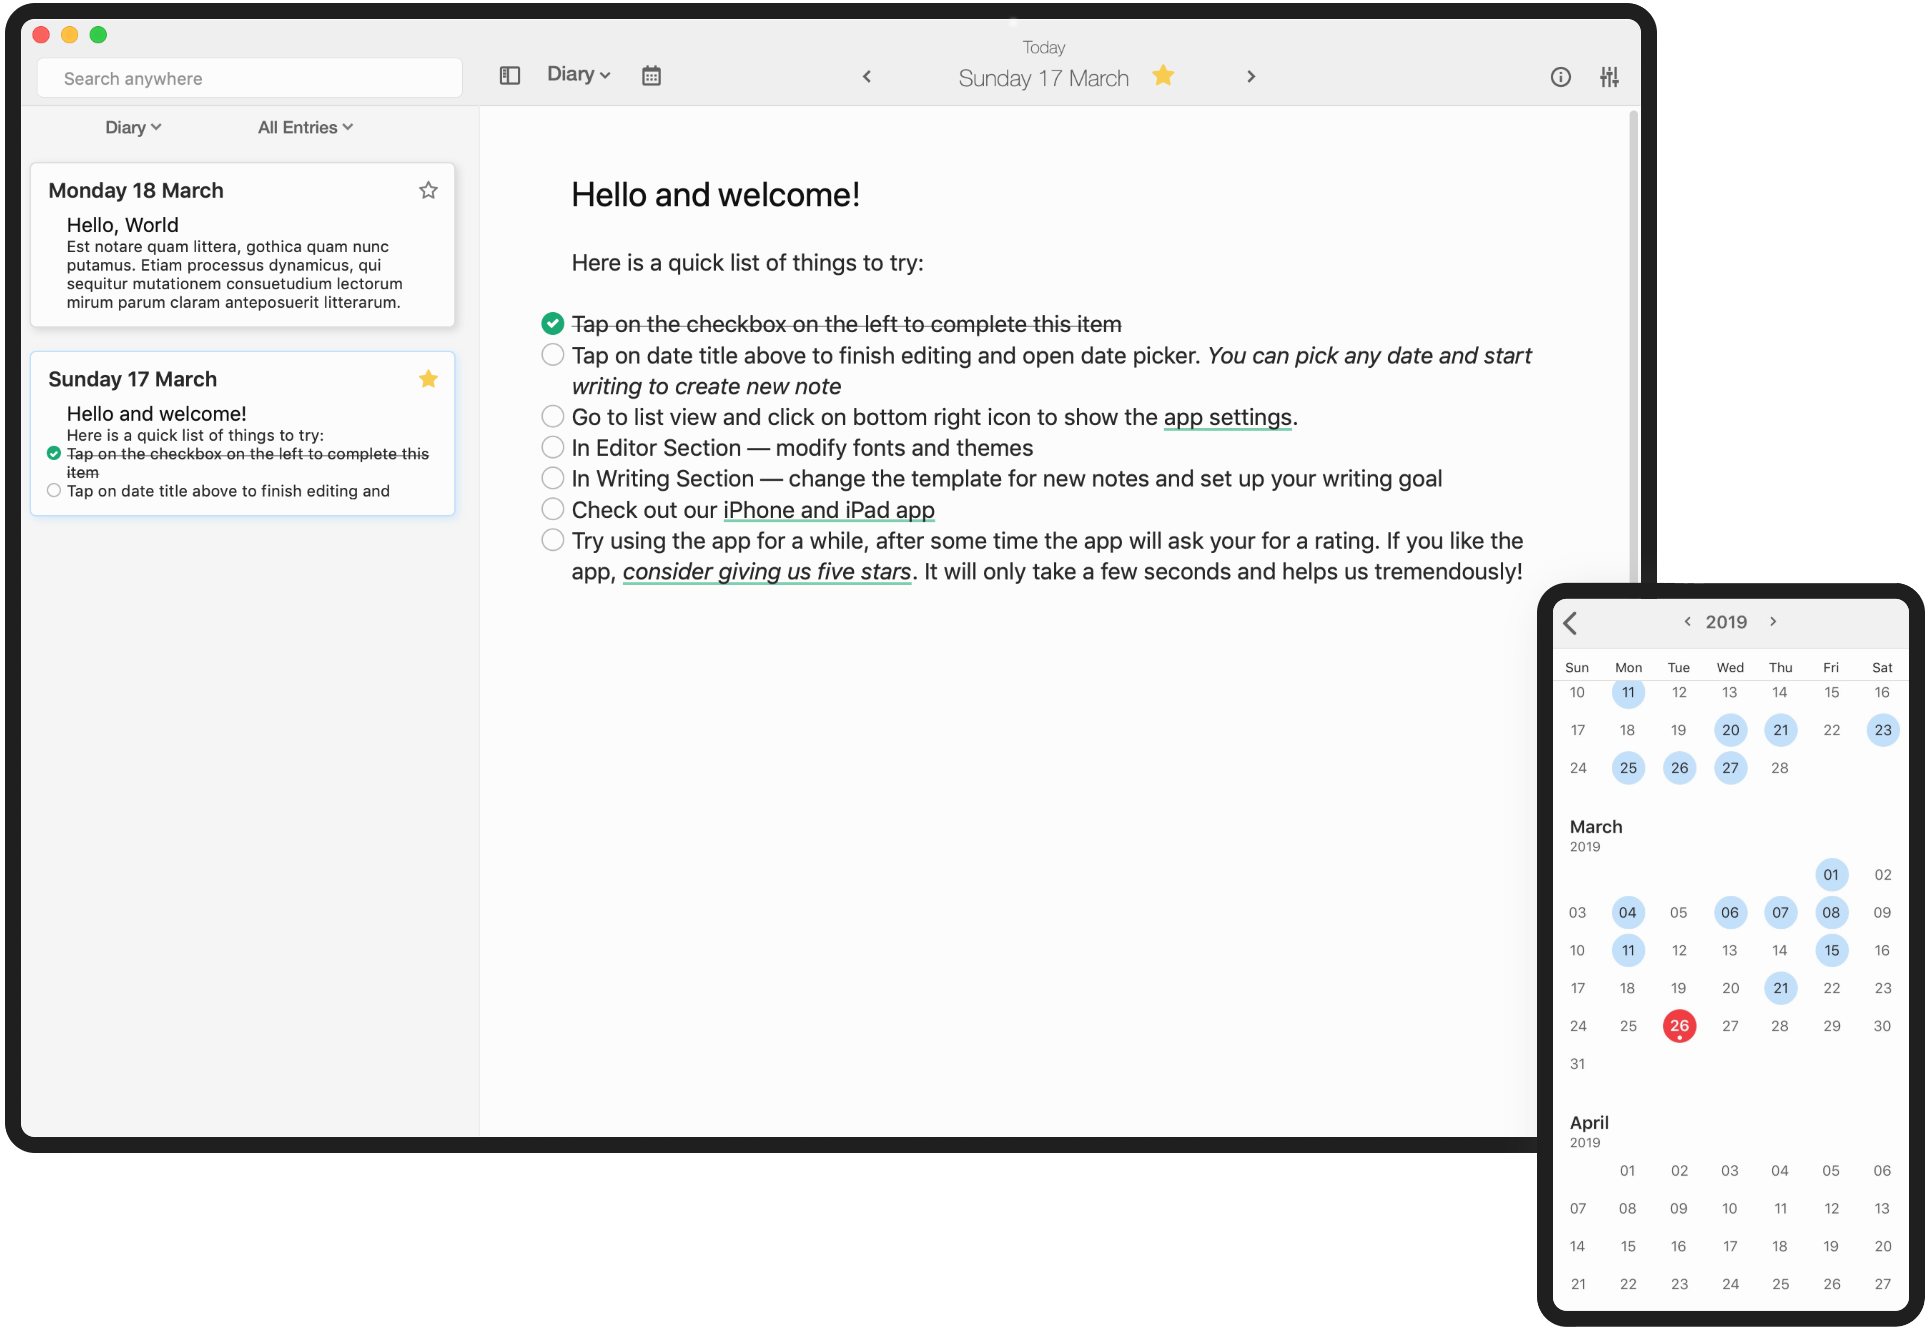 Today
Search anywhere
Diary
Sunday 17 March
Diary
All Entries
Monday 18 March
Hello, World
Est notare quam littera, gothica quam nunc
putamus. Etiam processus dynamicus, qui
sequitur mutationem consuetudium lectorum
mirum parum claram anteposuerit litterarum.
Sunday 17 March
Hello and welcome!
Here is a quick list of things to try:
Tap on the checkbox on the left to complete this
item
Tap on date title above to finish editing and
Hello and welcome!
Here is a quick list of things to try:
Tap on the checkbox on the left to complete this item
Tap on date title above to finish editing and open date picker. You can pick any date and start
writing to create new note
Go to list view and click on bottom right icon to show the app settings.
In Editor Section — modify fonts and themes
In Writing Section — change the template for new notes and set up your writing goal
Check out our iPhone and iPad app
Try using the app for a while, after some time the app will ask your for a rating. If you like the
app, consider giving us five stars. It will only take a few seconds and helps us tremendously!
2019
Sun Mon Tue Wed Thu Fri Sat
10 11 12 13 14 15 16
17 18 19 20 21 22 23
24 25 26 27 28
March
2019
01 02
03 04 05 06 07 08 09
10 11 12 13 14 15 16
17 18 19 20 21 22 23
24 25 26 27 28 29 30
31
April
2019
01 02 03 04 05 06
07 08 09 10 11 12 13
14 15 16 17 18 19 20
21 22 23 24 25 26 27